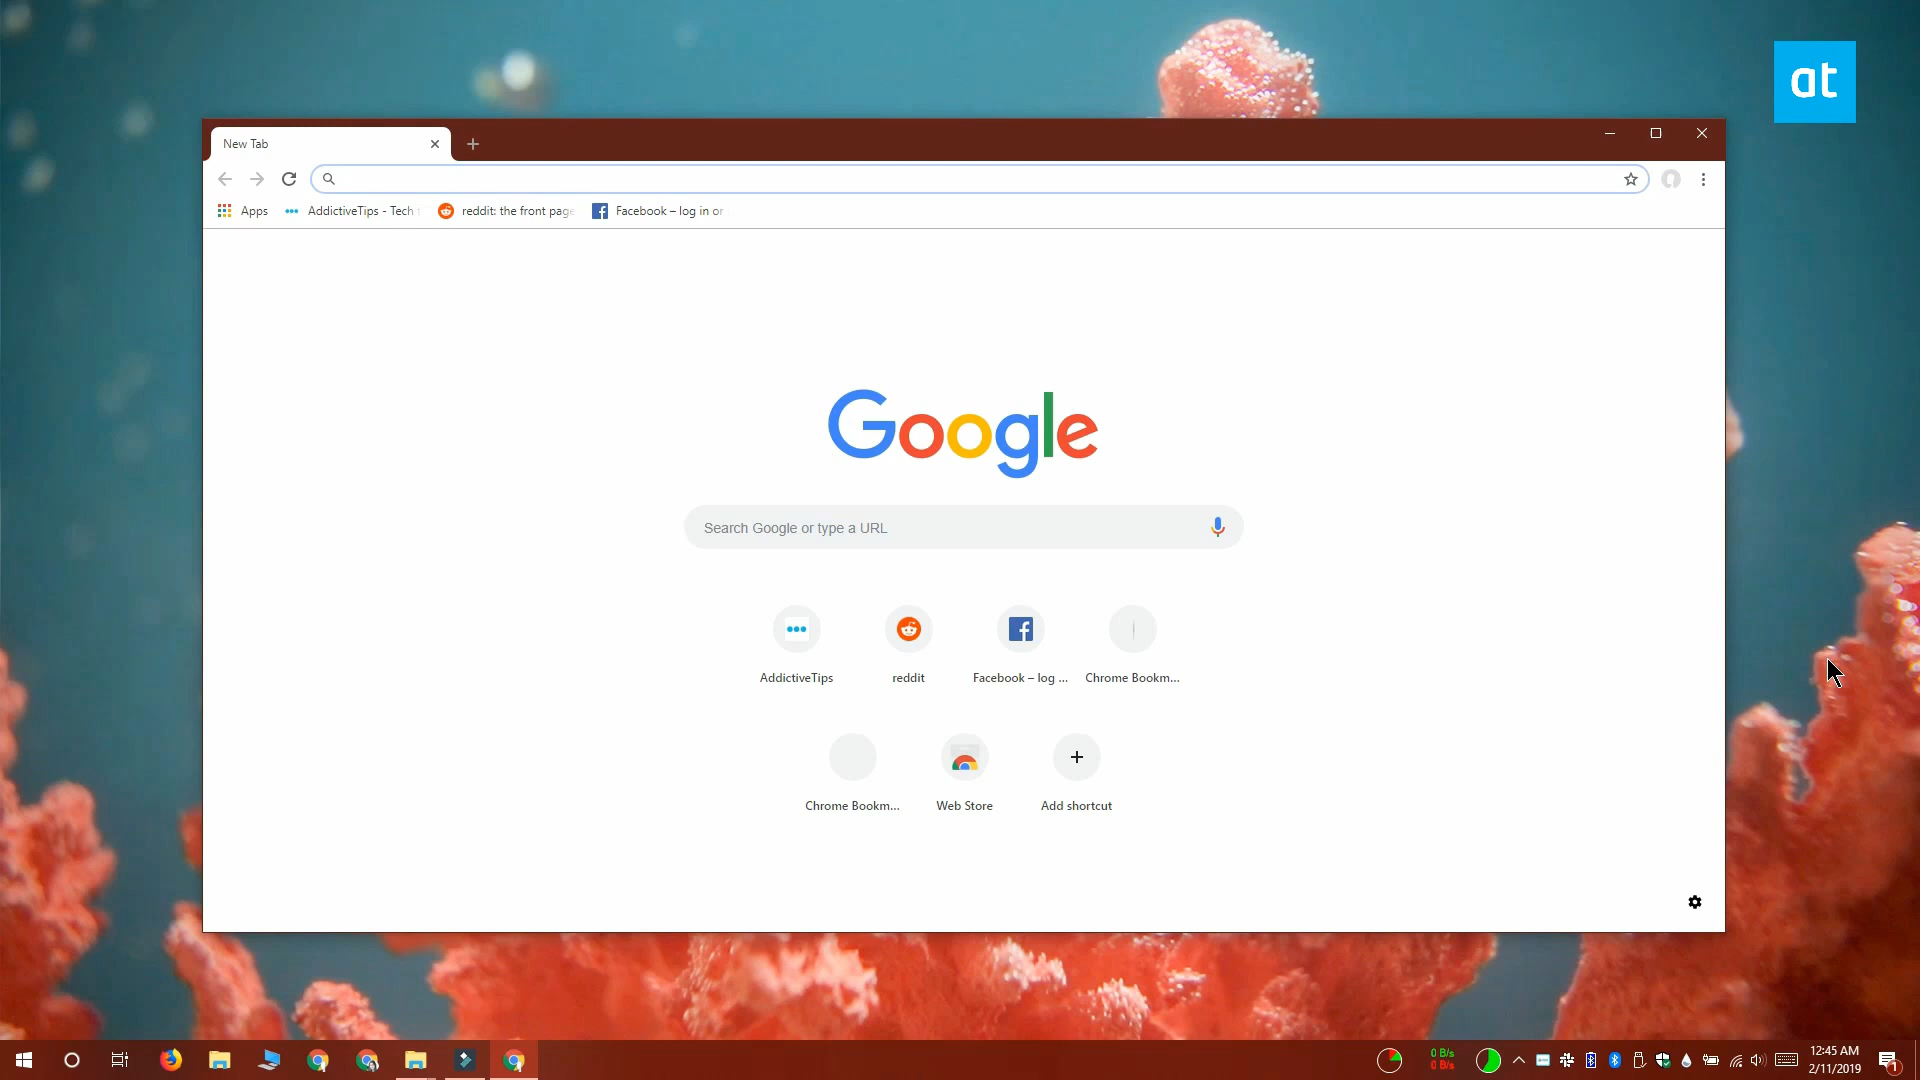 at
New Tab
Apps
AddictiveTips - Tech
reddit: the front page
Facebook – log in or
Google
Search Google or type a URL
AddictiveTips
reddit
Facebook – log ...
Chrome Bookm...
Chrome Bookm...
Web Store
Add shortcut
0 B/s
0 B/s
12:45 AM
2/11/2019
1